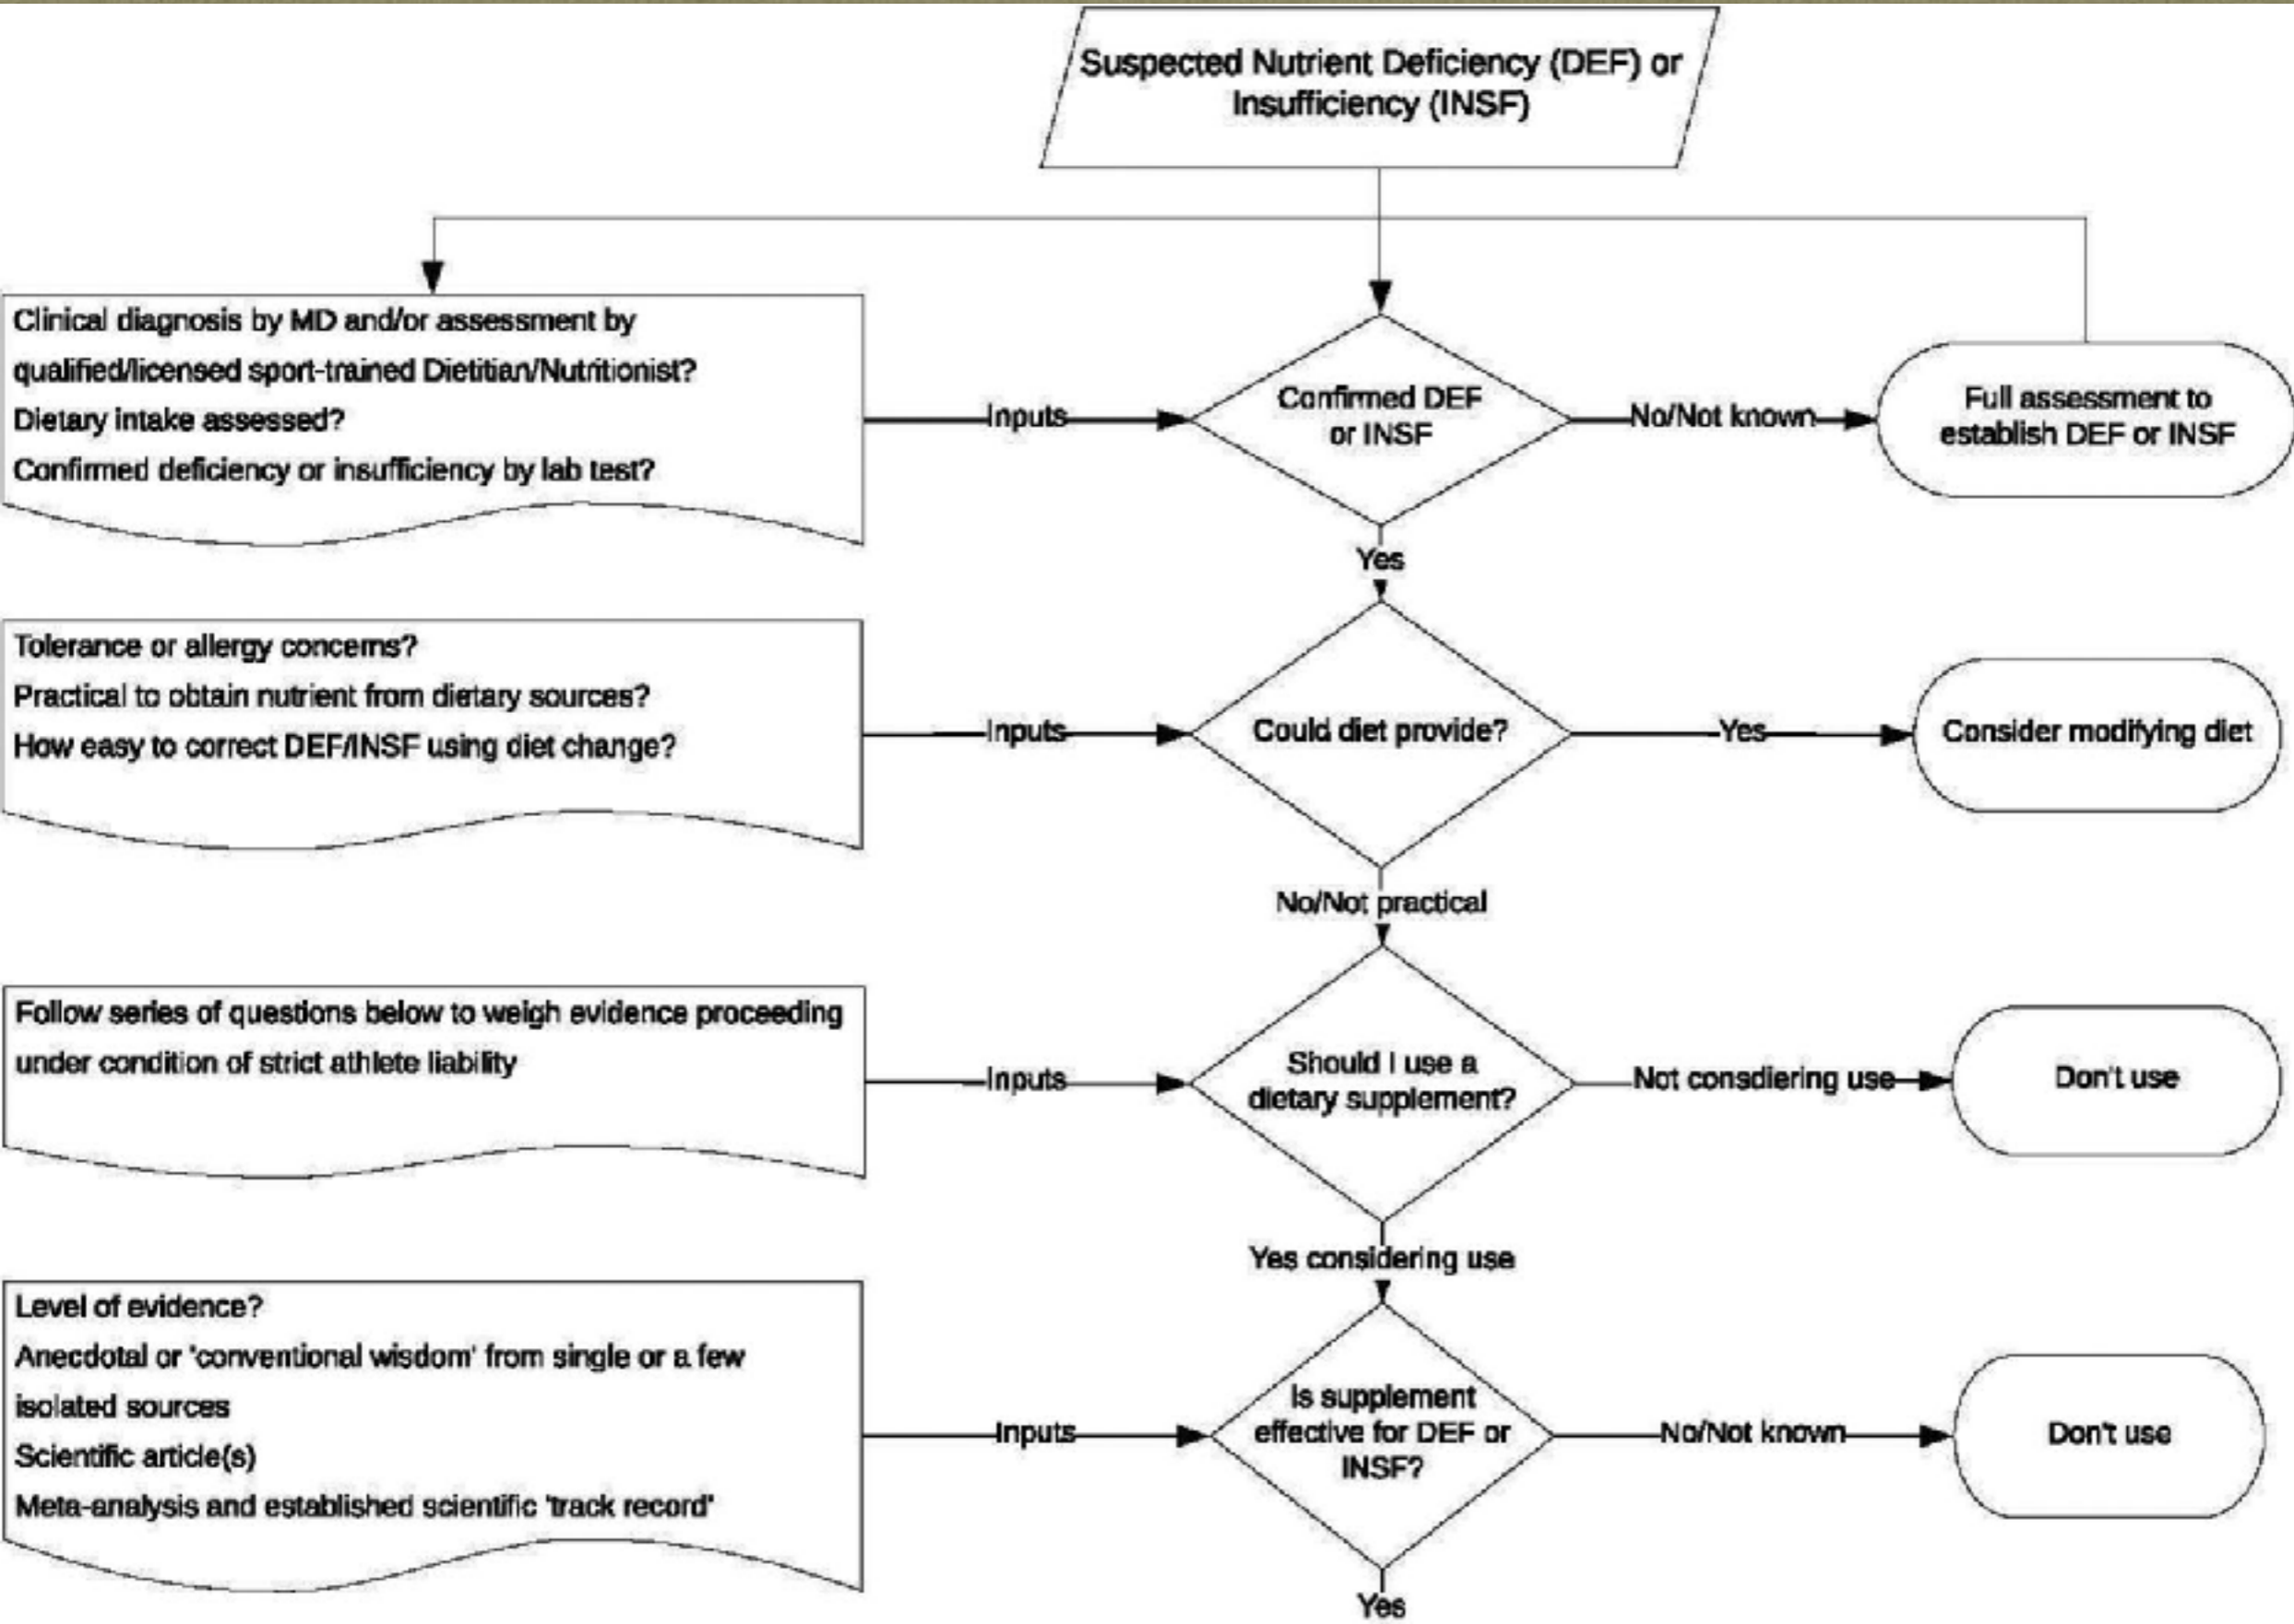 Suspected Nutrient Deficiency (DEF) or
Insufficiency (INSF)
Clinical diagnosis by MD and/or assessment by
qualified/licensed sport-trained Dietitian/Nutritionist?
Dietary intake assessed?
Confirmed deficiency or insufficiency by lab test?
Inputs
Confirmed DEF
or INSF
No/Not known
Full assessment to
establish DEF or INSF
Yes
Tolerance or allergy concerns?
Practical to obtain nutrient from dietary sources?
How easy to correct DEF/INSF using diet change?
Inputs
Could diet provide?
Yes
Consider modifying diet
No/Not practical
Follow series of questions below to weigh evidence proceeding
under condition of strict athlete liability
Inputs
Should I use a
dietary supplement?
Not consdiering use
Don't use
Yes considering use
Level of evidence?
Anecdotal or 'conventional wisdom' from single or a few
isolated sources
Scientific article(s)
Meta-analysis and established scientific 'track record'
Inputs
Is supplement
effective for DEF or
INSF?
No/Not known
Don't use
Yes